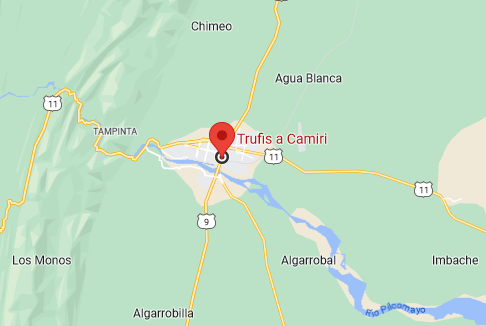 Chimeo
Agua Blanca
11
TAMPINTA
Trufis a Camiri
11
11
9
Los Monos
Algarrobal
Imbache
Algarrobilla
Río Pilcomayo